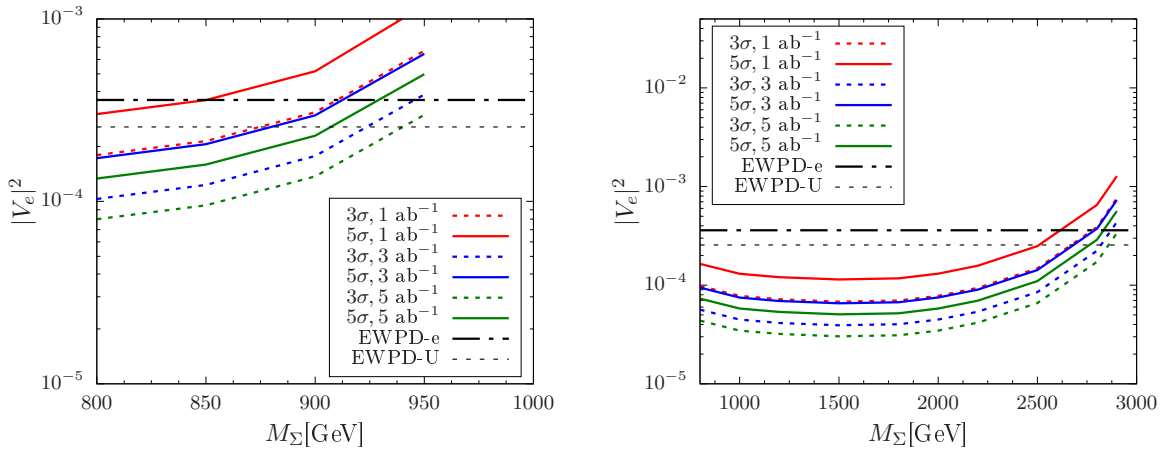 10⁻³
10⁻⁴
10⁻⁵
|V_e|²
800 850 900 950 1000
M_Σ[GeV]
3σ, 1 ab⁻¹
5σ, 1 ab⁻¹
3σ, 3 ab⁻¹
5σ, 3 ab⁻¹
3σ, 5 ab⁻¹
5σ, 5 ab⁻¹
EWPD-e
EWPD-U
3σ, 1 ab⁻¹
5σ, 1 ab⁻¹
3σ, 3 ab⁻¹
5σ, 3 ab⁻¹
3σ, 5 ab⁻¹
5σ, 5 ab⁻¹
EWPD-e
EWPD-U
10⁻²
10⁻³
10⁻⁴
10⁻⁵
|V_e|²
1000 1500 2000 2500 3000
M_Σ[GeV]